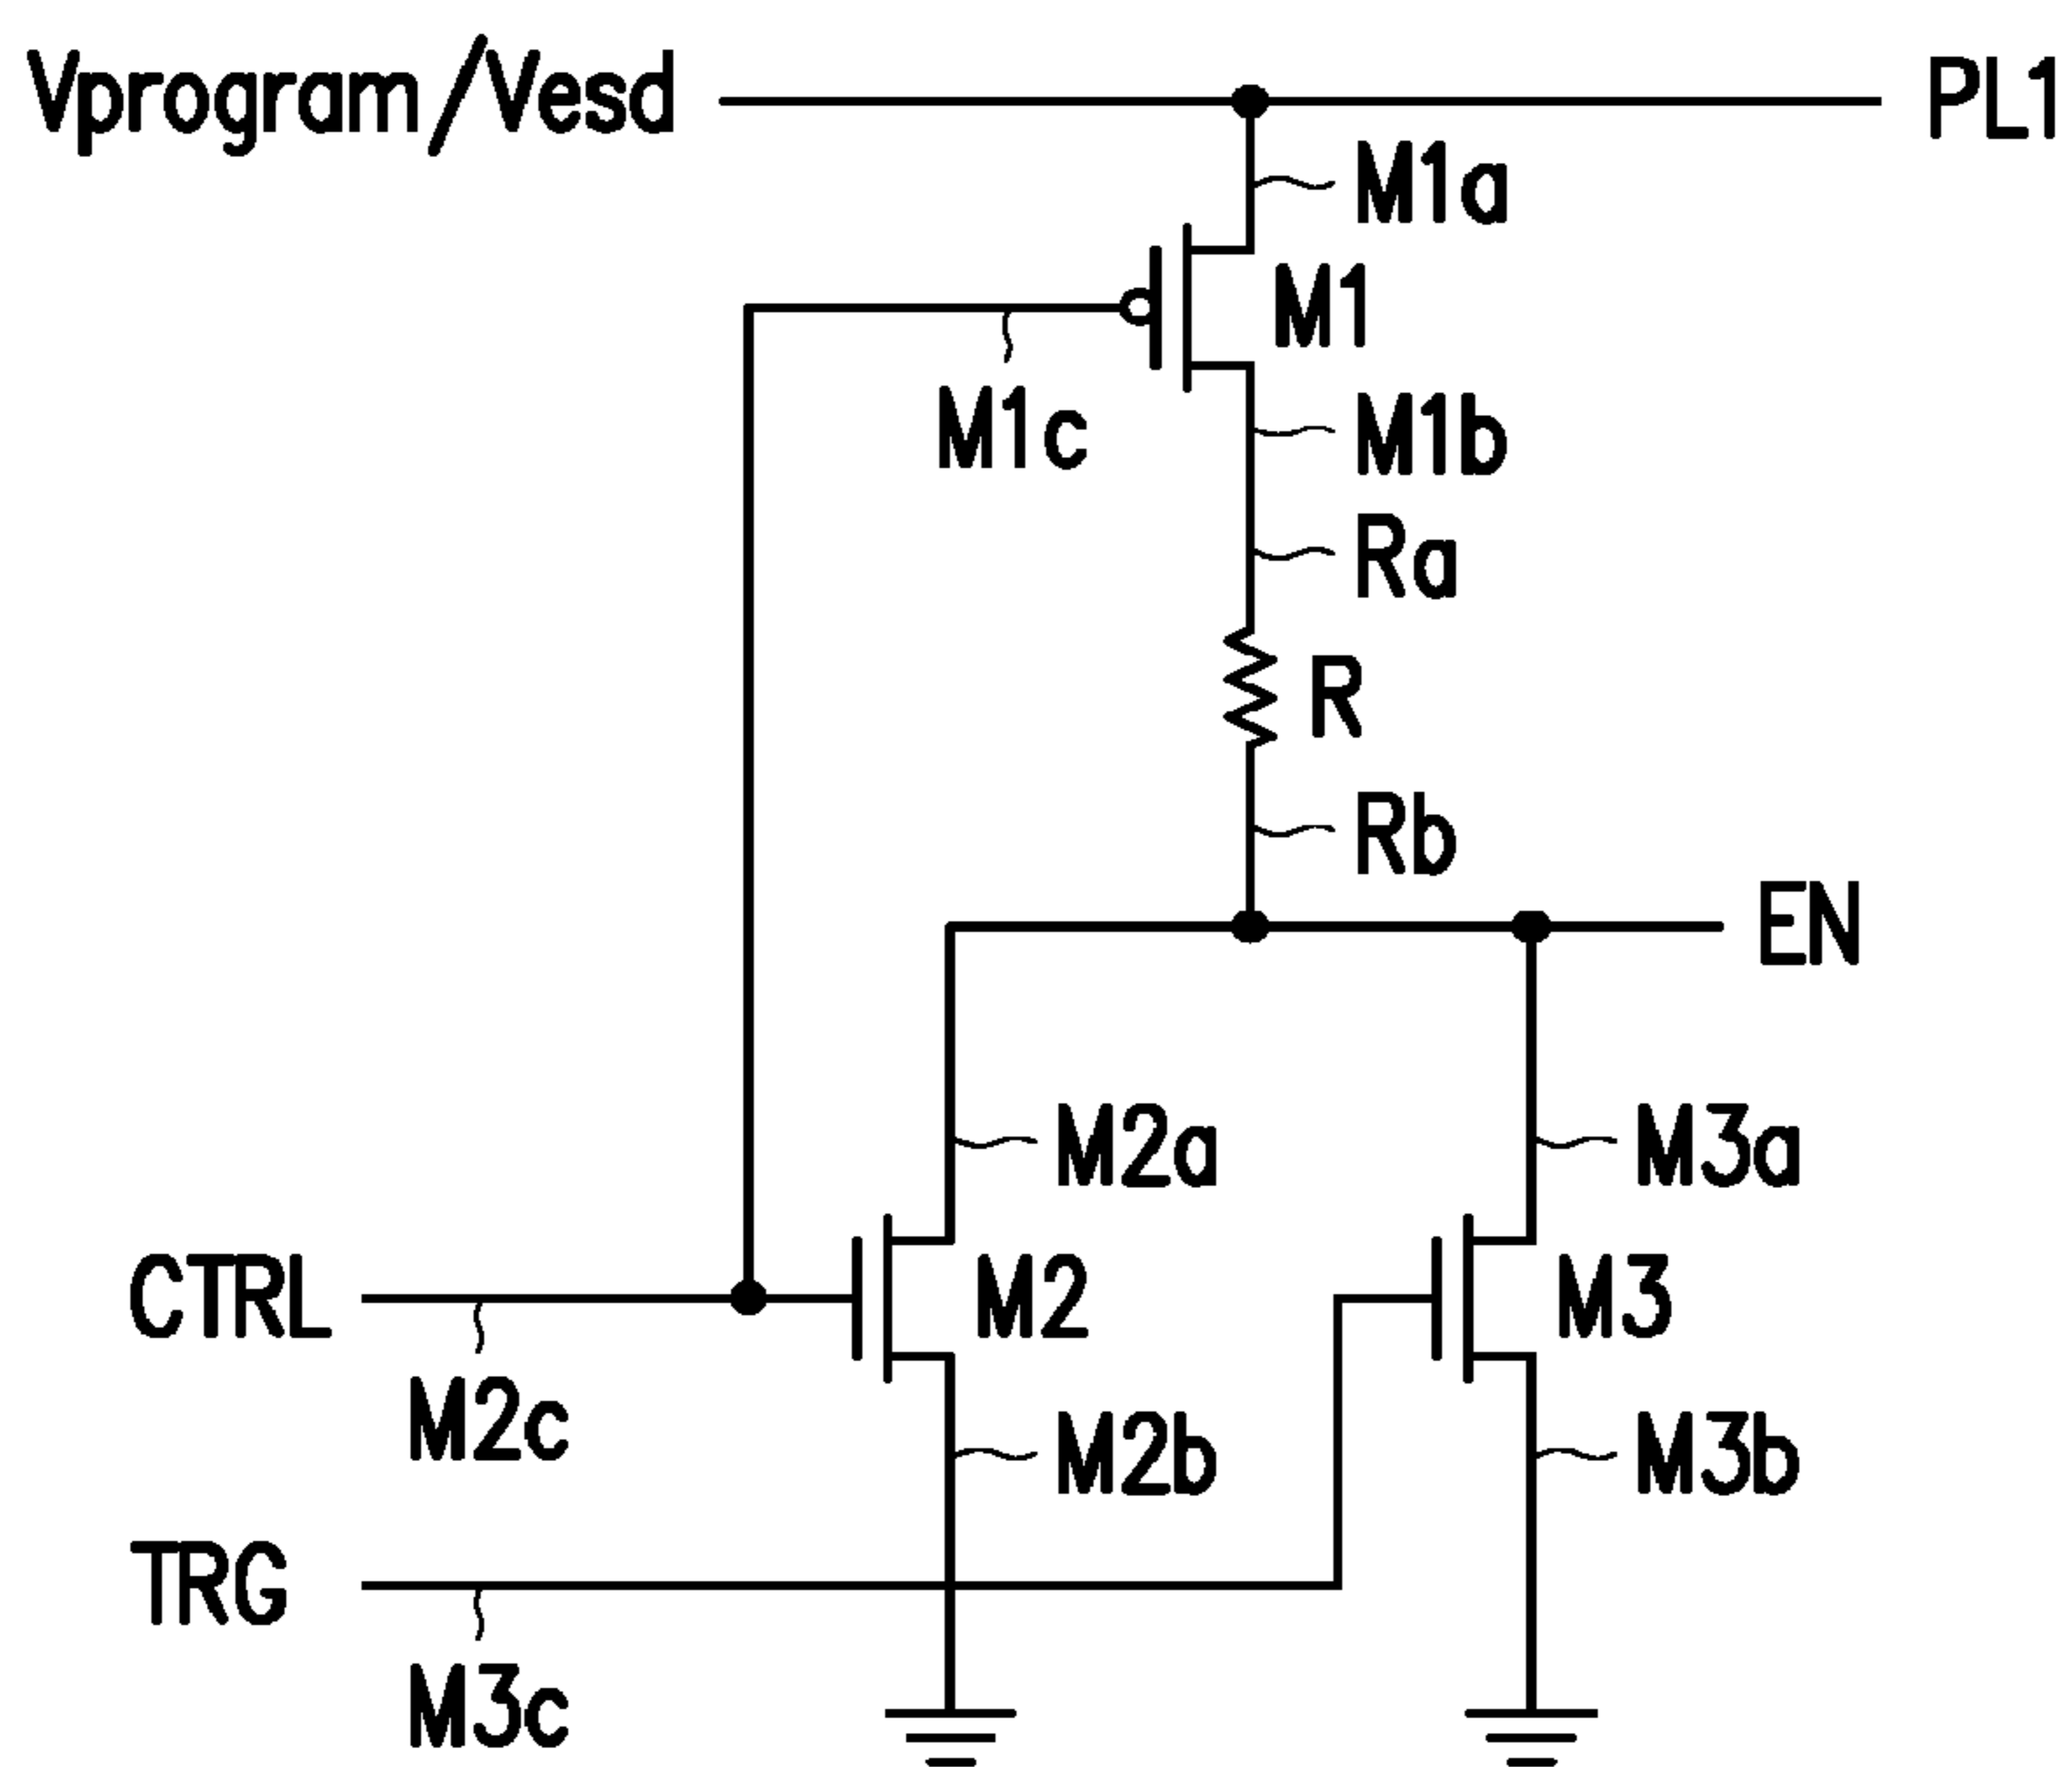 Vprogram/Vesd
PL1
M1a
M1
M1c
M1b
Ra
R
Rb
EN
M2a
M3a
CTRL
M2
M3
M2c
M2b
M3b
TRG
M3c